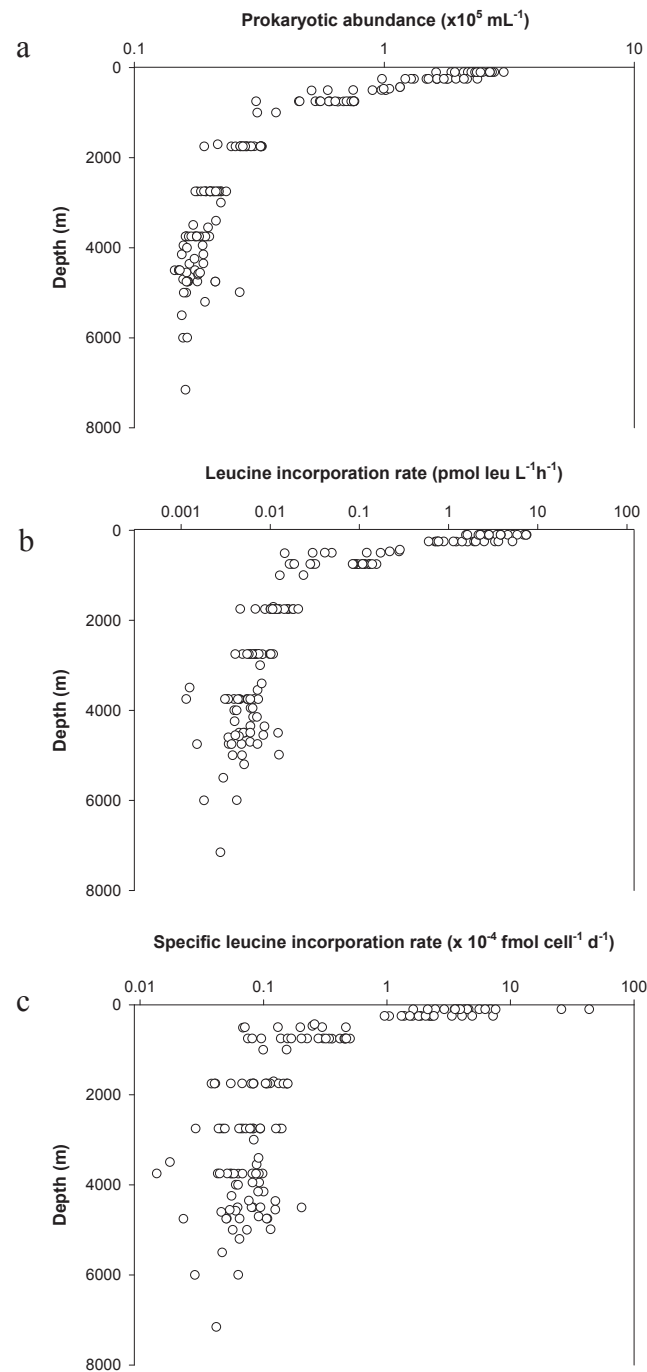 a
Prokaryotic abundance (x10⁵ mL⁻¹)
0.1 1 10
0
2000
4000
6000
8000
Depth (m)
b
Leucine incorporation rate (pmol leu L⁻¹h⁻¹)
0.001 0.01 0.1 1 10 100
0
2000
4000
6000
8000
Depth (m)
c
Specific leucine incorporation rate (x 10⁻⁴ fmol cell⁻¹ d⁻¹)
0.01 0.1 1 10 100
0
2000
4000
6000
8000
Depth (m)